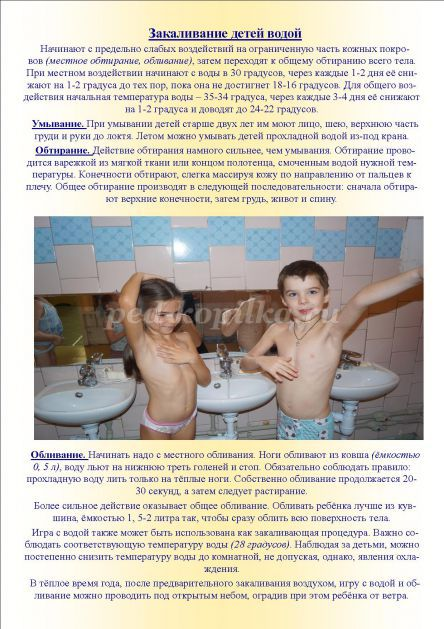 Закаливание детей водой
Начинают с предельно слабых воздействий на ограниченную часть кожных покро-
вов (местное обтирание, обливание), затем переходят к общему обтиранию всего тела.
При местном воздействии начинают с воды в 30 градусов, через каждые 1-2 дня её сни-
жают на 1-2 градуса до тех пор, пока она не достигнет 18-16 градусов. Для общего воз-
действия начальная температура воды – 35-34 градуса, через каждые 3-4 дня её снижают
на 1-2 градуса и доводят до 24-22 градусов.
Умывание. При умывании детей старше двух лет им моют лицо, шею, верхнюю часть
груди и руки до локтя. Летом можно умывать детей прохладной водой из-под крана.
Обтирание. Действие обтирания намного сильнее, чем умывания. Обтирание прово-
дится варежкой из мягкой ткани или концом полотенца, смоченным водой нужной тем-
пературы. Конечности обтирают, слегка массируя кожу по направлению от пальцев к
плечу. Общее обтирание производят в следующей последовательности: сначала обтира-
ют верхние конечности, затем грудь, живот и спину.
pedkopilka.ru
Обливание. Начинать надо с местного обливания. Ноги обливают из ковша (ёмкостью
0, 5 л), воду льют на нижнюю треть голеней и стоп. Обязательно соблюдать правило:
прохладную воду лить только на тёплые ноги. Собственно обливание продолжается 20-
30 секунд, а затем следует растирание.
Более сильное действие оказывает общее обливание. Обливать ребёнка лучше из кув-
шина, ёмкостью 1, 5-2 литра так, чтобы сразу облить всю поверхность тела.
Игра с водой также может быть использована как закаливающая процедура. Важно со-
блюдать соответствующую температуру воды (28 градусов). Наблюдая за детьми, можно
постепенно снизить температуру воды до комнатной, не допуская, однако, явления охла-
ждения.
В тёплое время года, после предварительного закаливания воздухом, игру с водой и об-
ливание можно проводить под открытым небом, оградив при этом ребёнка от ветра.